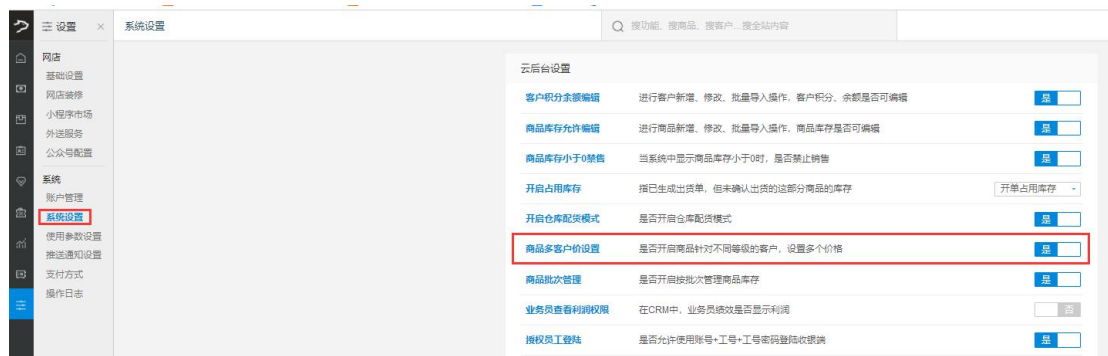 设置 × 系统设置 搜功能、搜商品、搜客户...搜全站内容
网店
基础设置
网店装修
小程序市场
外送服务
公众号配置
系统
账户管理
系统设置
使用参数设置
推送通知设置
支付方式
操作日志
云后台设置
客户积分余额编辑 进行客户新增、修改、批量导入操作，客户积分、余额是否可编辑 是
商品库存允许编辑 进行商品新增、修改、批量导入操作，商品库存是否可编辑 是
商品库存小于0禁售 当系统中显示商品库存小于0时，是否禁止销售 是
开启占用库存 指已生成出货单，但未确认出货的这部分商品的库存 开单占用库存
开启仓库配货模式 是否开启仓库配货模式 是
商品多客户价设置 是否开启商品针对不同等级的客户，设置多个价格 是
商品批次管理 是否开启按批次管理商品库存 是
业务员查看利润权限 在CRM中，业务员绩效是否显示利润 否
授权员工登陆 是否允许使用账号+工号+工号密码登陆收银端 是